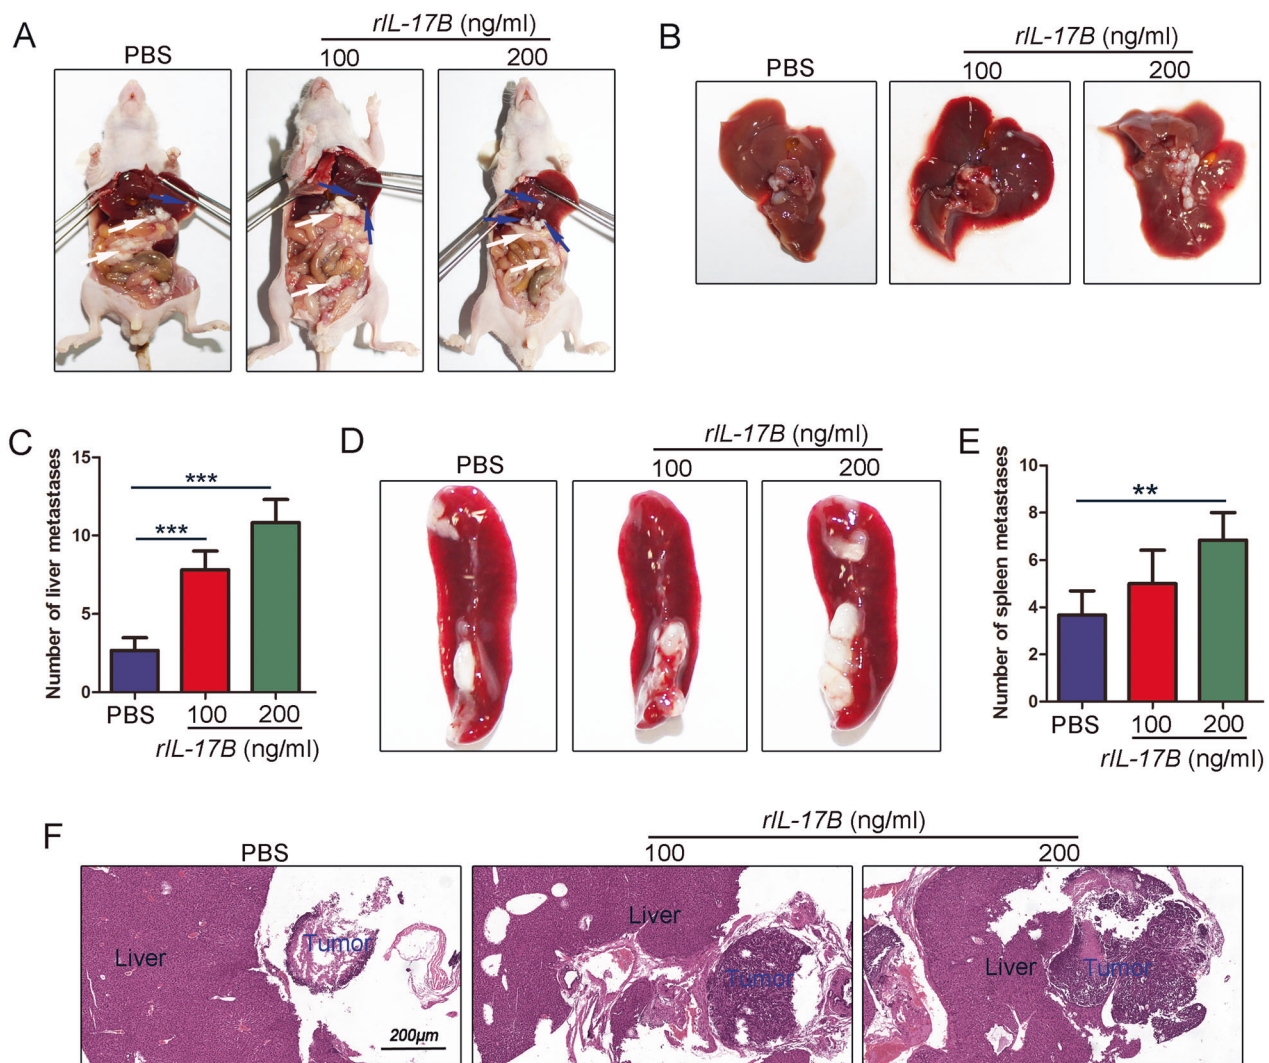 A
rIL-17B (ng/ml)
PBS
100
200
B
rIL-17B (ng/ml)
PBS
100
200
C
Number of liver metastases
15
10
5
0
***
***
PBS
100
200
rIL-17B (ng/ml)
D
rIL-17B (ng/ml)
PBS
100
200
E
Number of spleen metastases
10
8
6
4
2
0
**
PBS
100
200
rIL-17B (ng/ml)
F
rIL-17B (ng/ml)
PBS
100
200
Liver
Tumor
200μm
Liver
Tumor
Liver
Tumor